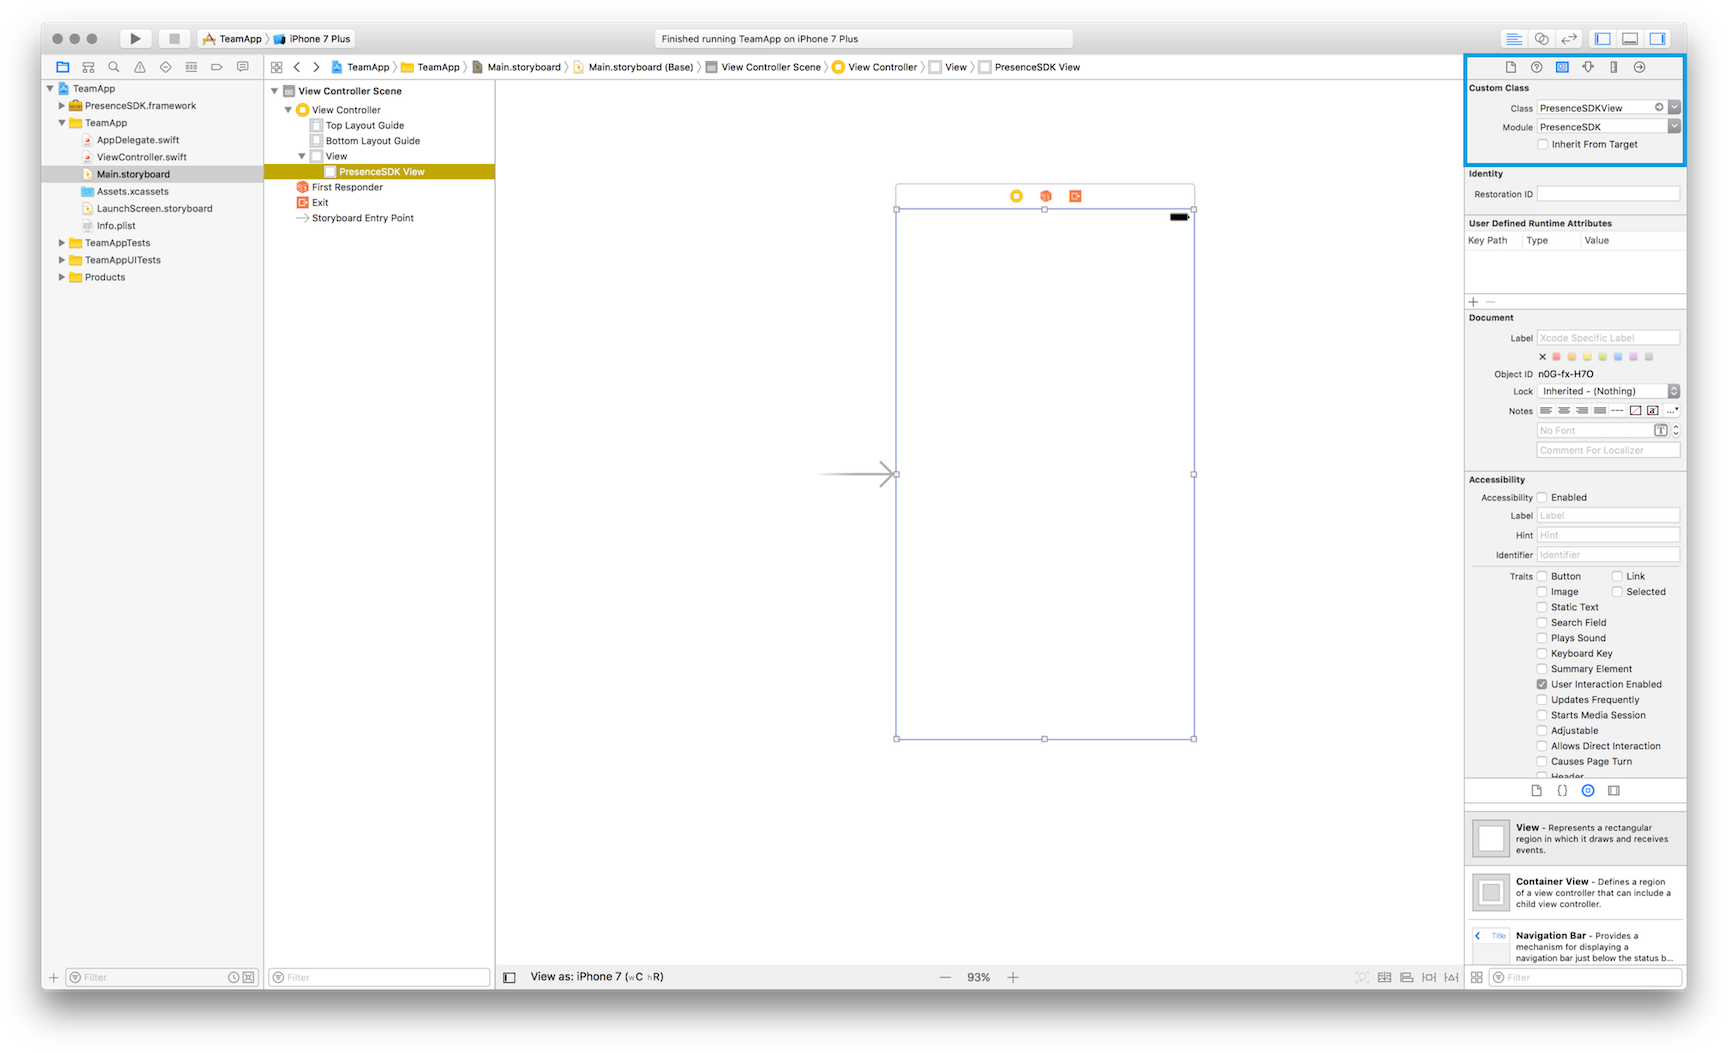 TeamApp
iPhone 7 Plus
Finished running TeamApp on iPhone 7 Plus
TeamApp
TeamApp
Main.storyboard
Main.storyboard (Base)
View Controller Scene
View Controller
View
PresenceSDK View
TeamApp
PresenceSDK.framework
TeamApp
AppDelegate.swift
ViewController.swift
Main.storyboard
Assets.xcassets
LaunchScreen.storyboard
Info.plist
TeamAppTests
TeamAppUITests
Products
Filter
View Controller Scene
View Controller
Top Layout Guide
Bottom Layout Guide
View
PresenceSDK View
First Responder
Exit
Storyboard Entry Point
Filter
View as: iPhone 7 (wC hR)
93%
Custom Class
Class PresenceSDKView
Module PresenceSDK
Inherit From Target
Identity
Restoration ID
User Defined Runtime Attributes
Key Path Type Value
Document
Label Xcode Specific Label
Object ID n0G-fx-H7O
Lock Inherited - (Nothing)
Notes
No Font
Comment For Localizer
Accessibility
Accessibility Enabled
Label Label
Hint Hint
Identifier Identifier
Traits Button Link
Image Selected
Static Text
Search Field
Plays Sound
Keyboard Key
Summary Element
User Interaction Enabled
Updates Frequently
Starts Media Session
Adjustable
Allows Direct Interaction
Causes Page Turn
Header
View - Represents a rectangular
region in which it draws and receives
events.
Container View - Defines a region
of a view controller that can include a
child view controller.
Title
Navigation Bar - Provides a
mechanism for displaying a
navigation bar just below the status b...
Filter